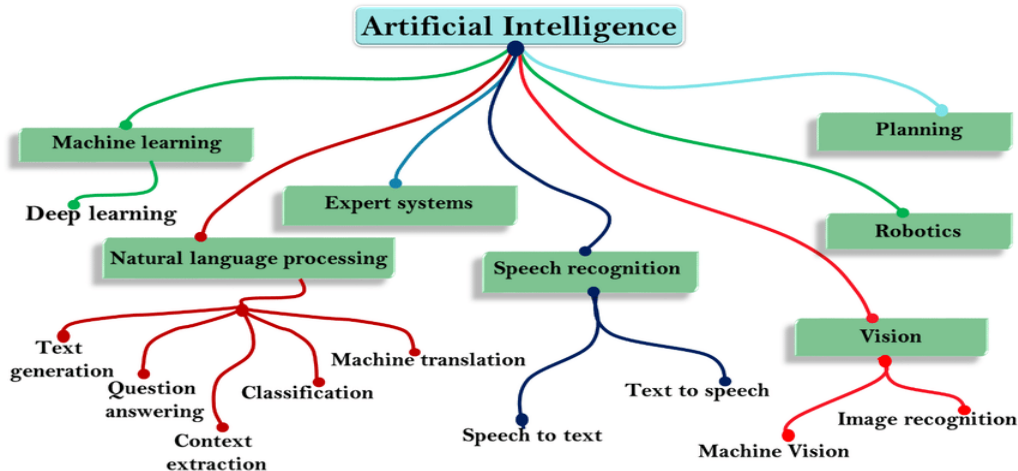 Artificial Intelligence
Machine learning
Planning
Deep learning
Expert systems
Robotics
Natural language processing
Speech recognition
Vision
Text
generation
Question
answering
Context
extraction
Classification
Machine translation
Speech to text
Text to speech
Machine Vision
Image recognition